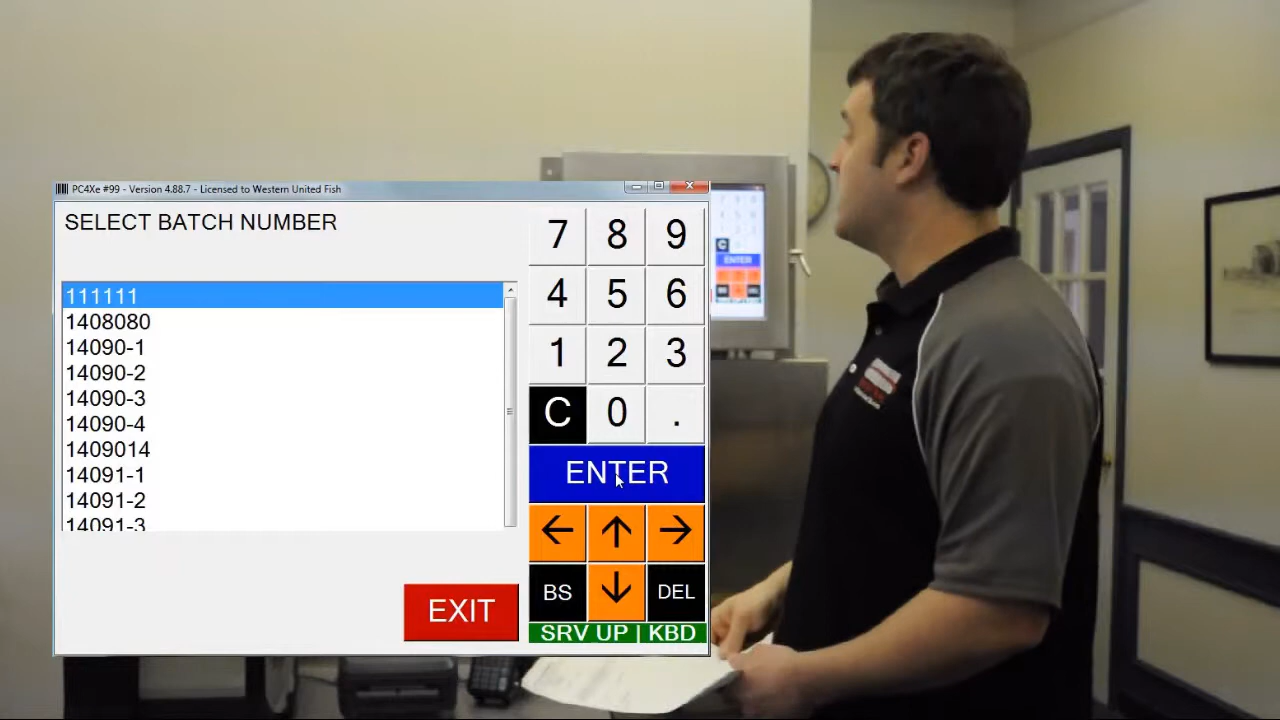 PC4Xe #99 - Version 4.88.7 - Licensed to Western United Fish
SELECT BATCH NUMBER
111111
1408080
14090-1
14090-2
14090-3
14090-4
1409014
14091-1
14091-2
14091-3
EXIT
7 8 9
4 5 6
1 2 3
C 0 .
ENTER
BS DEL
SRV UP | KBD
C
ENTER